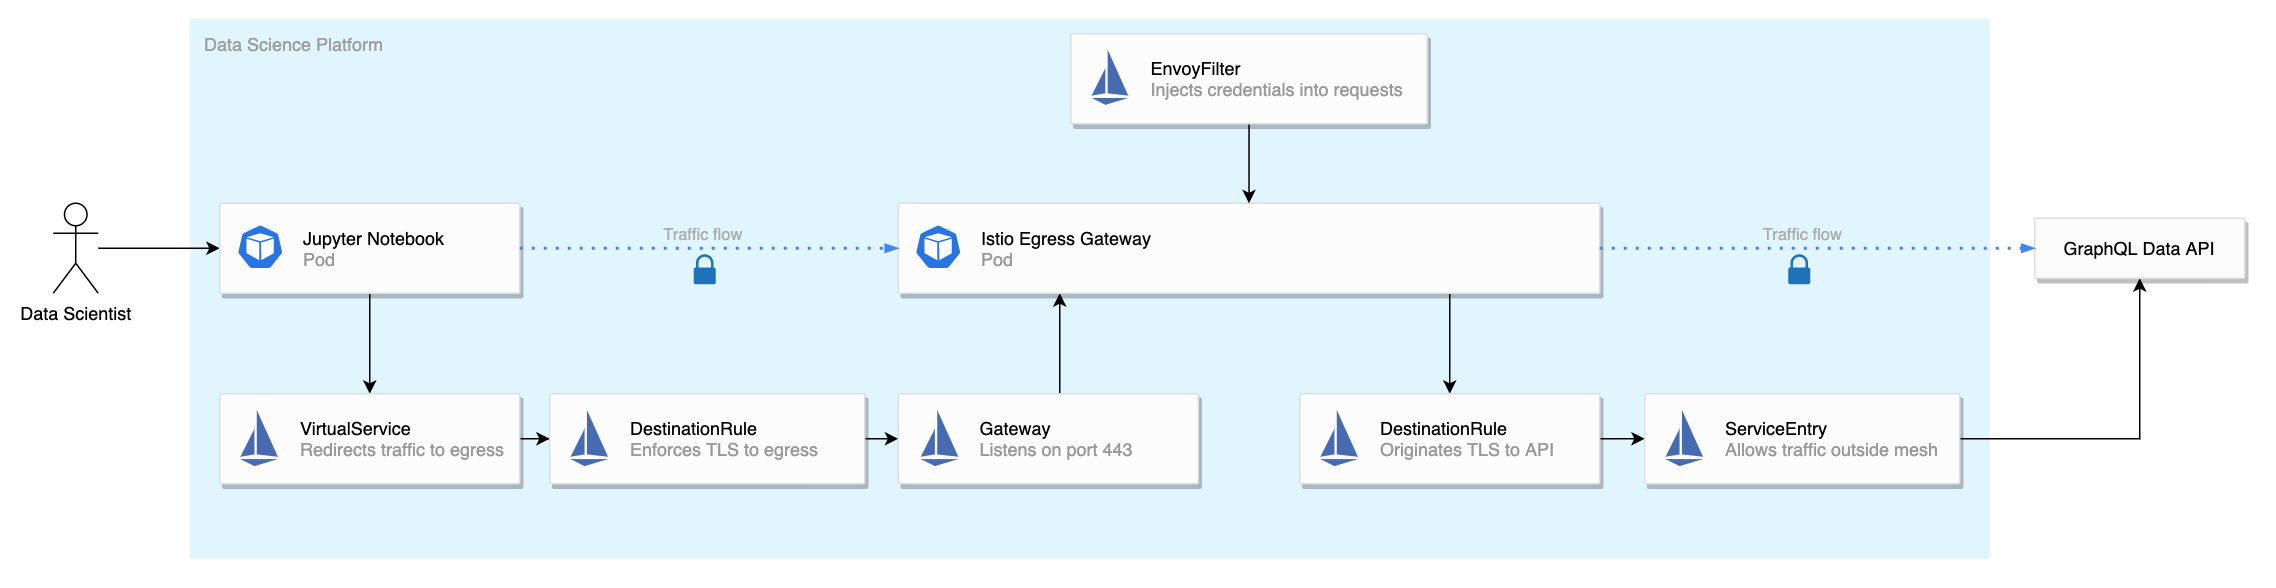 Data Science Platform
EnvoyFilter
Injects credentials into requests
Data Scientist
Jupyter Notebook
Pod
Traffic flow
Istio Egress Gateway
Pod
Traffic flow
GraphQL Data API
VirtualService
Redirects traffic to egress
DestinationRule
Enforces TLS to egress
Gateway
Listens on port 443
DestinationRule
Originates TLS to API
ServiceEntry
Allows traffic outside mesh